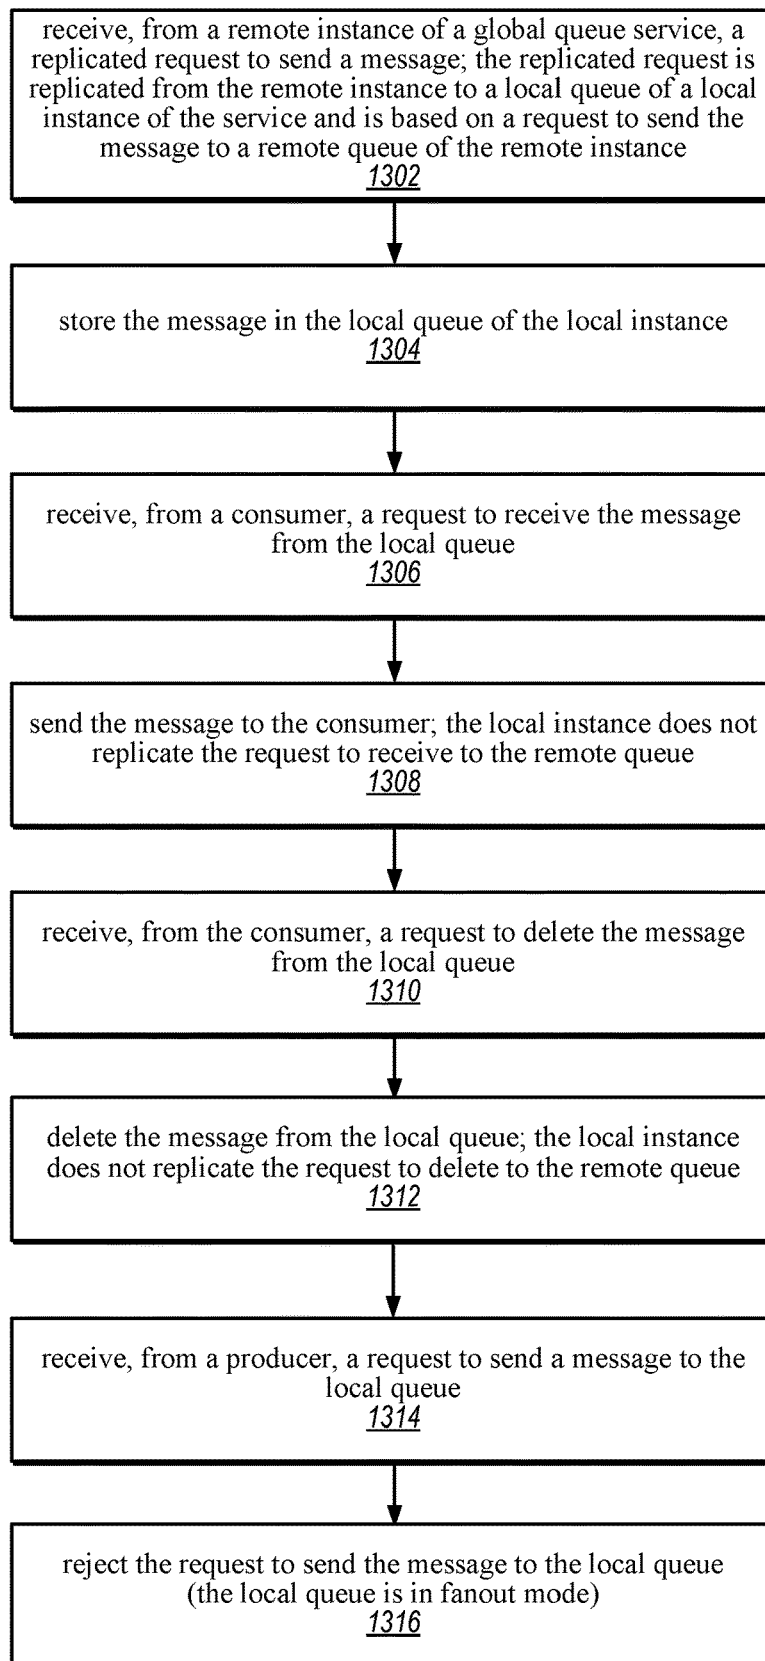 receive, from a remote instance of a global queue service, a
replicated request to send a message; the replicated request is
replicated from the remote instance to a local queue of a local
instance of the service and is based on a request to send the
message to a remote queue of the remote instance
1302
store the message in the local queue of the local instance
1304
receive, from a consumer, a request to receive the message
from the local queue
1306
send the message to the consumer; the local instance does not
replicate the request to receive to the remote queue
1308
receive, from the consumer, a request to delete the message
from the local queue
1310
delete the message from the local queue; the local instance
does not replicate the request to delete to the remote queue
1312
receive, from a producer, a request to send a message to the
local queue
1314
reject the request to send the message to the local queue
(the local queue is in fanout mode)
1316